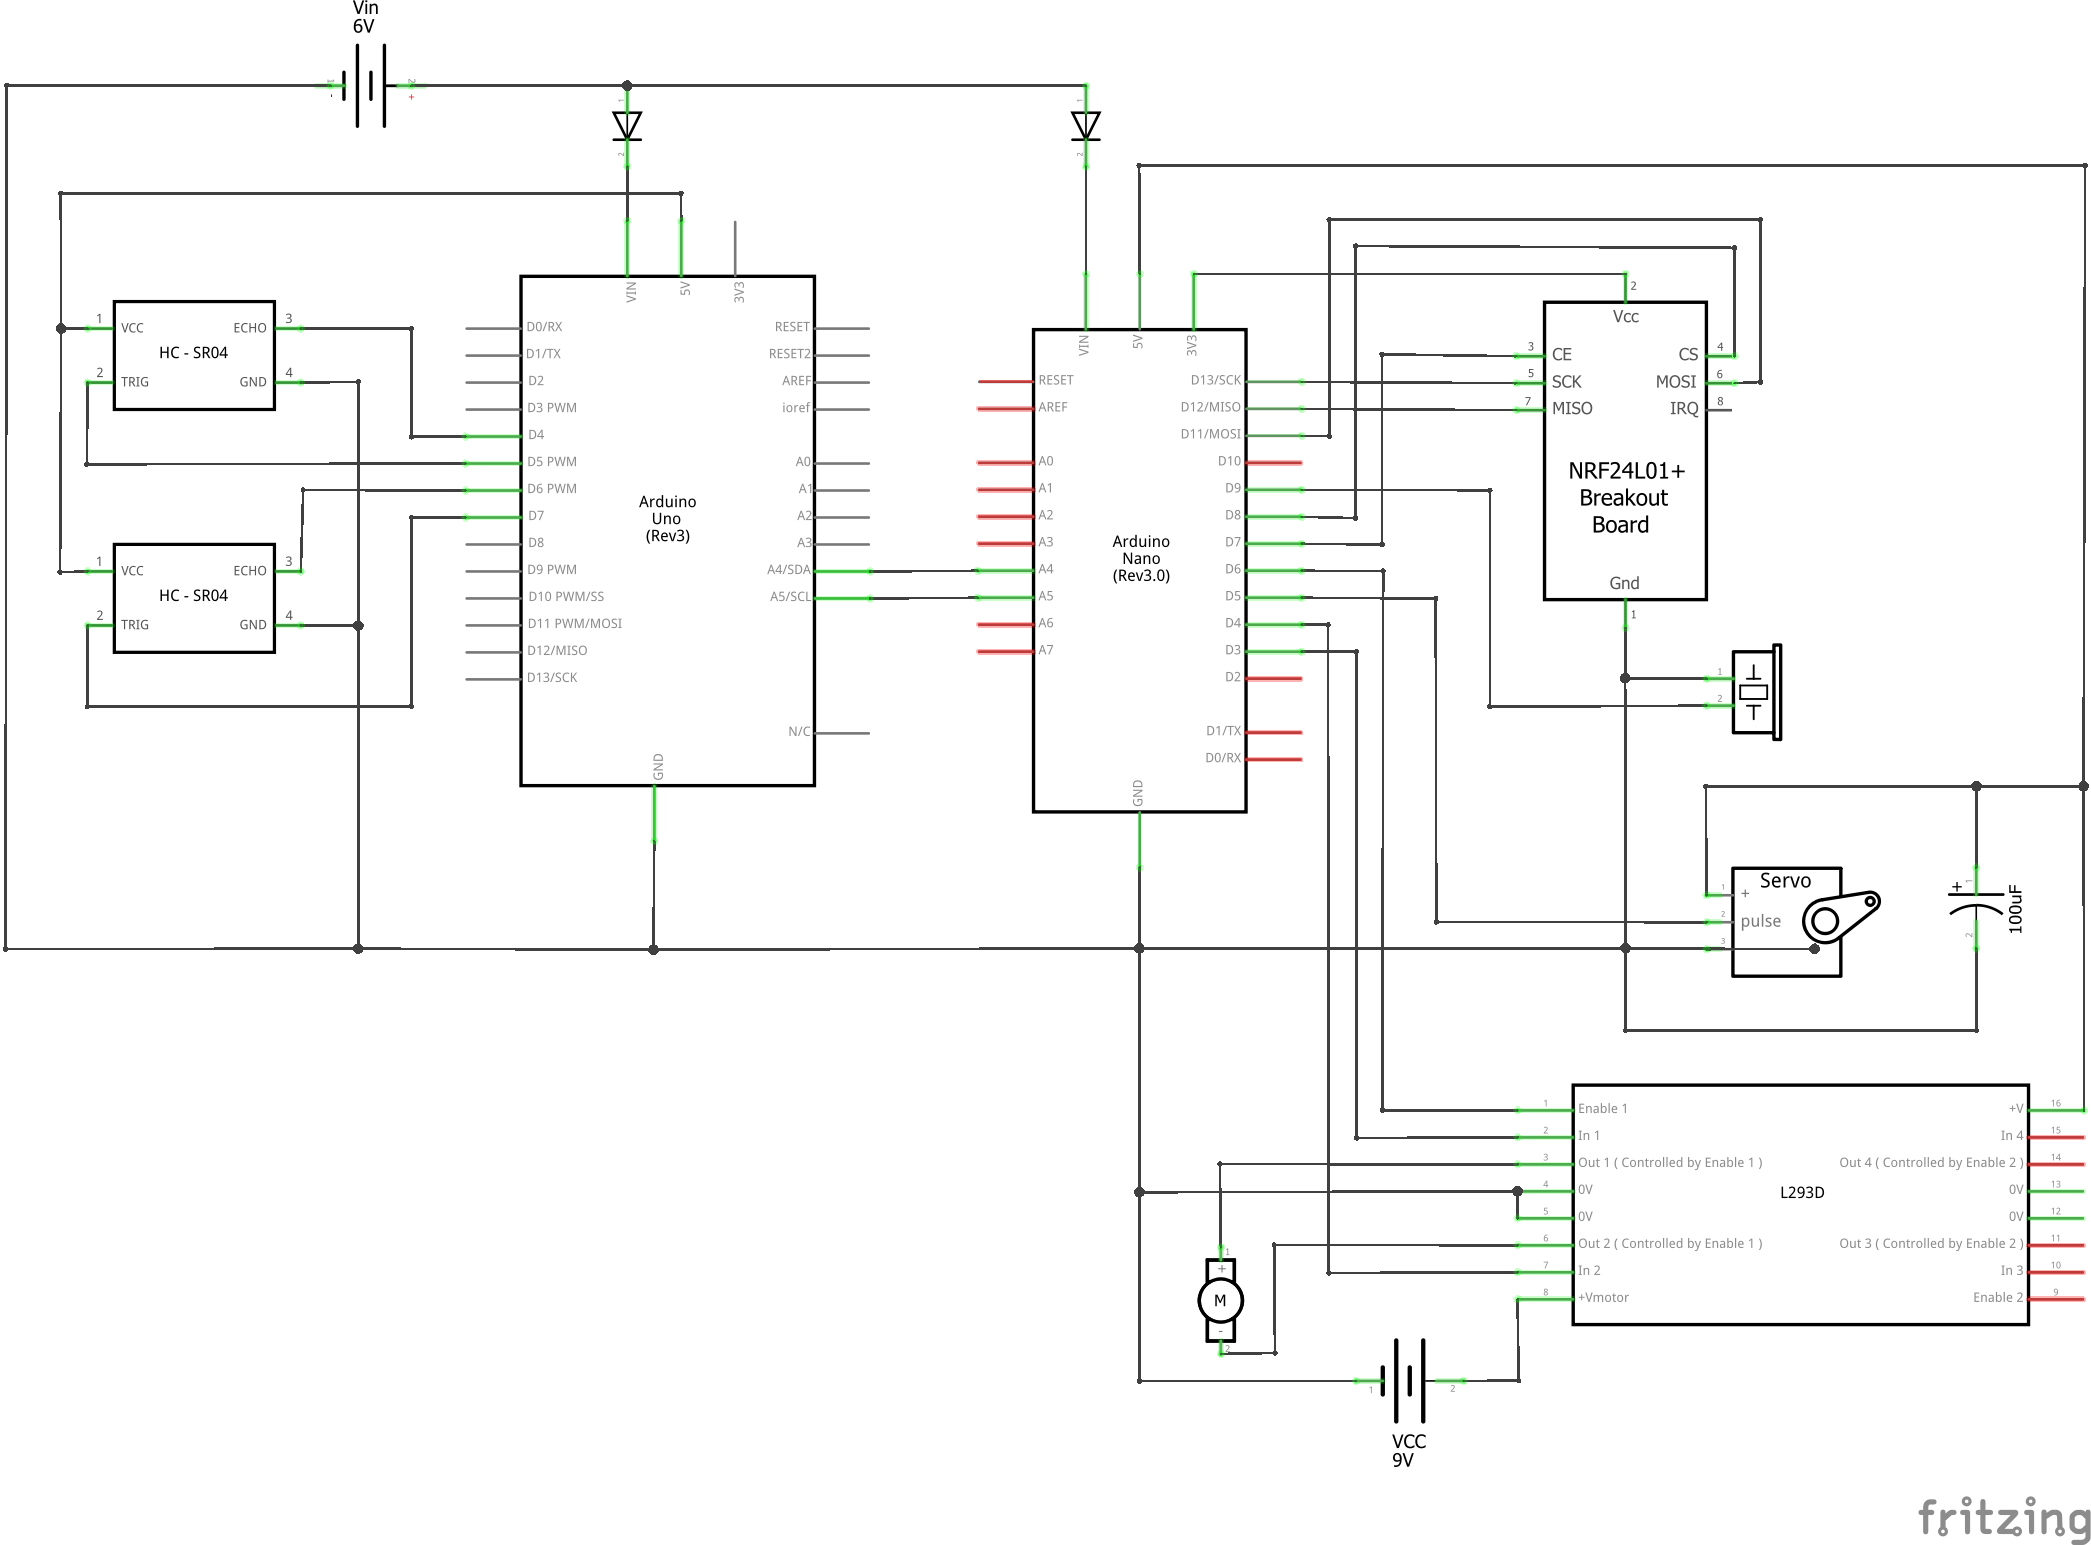 Vin
6V
1
-
2
+
1
2
1
2
VIN
5V
3V3
1
VCC
ECHO
3
HC - SR04
2
TRIG
GND
4
1
VCC
ECHO
3
HC - SR04
2
TRIG
GND
4
D0/RX
D1/TX
D2
D3 PWM
D4
D5 PWM
D6 PWM
D7
D8
D9 PWM
D10 PWM/SS
D11 PWM/MOSI
D12/MISO
D13/SCK
Arduino
Uno
(Rev3)
RESET
RESET2
AREF
ioref
A0
A1
A2
A3
A4/SDA
A5/SCL
N/C
GND
VIN
5V
3V3
RESET
AREF
A0
A1
A2
A3
A4
A5
A6
A7
Arduino
Nano
(Rev3.0)
D13/SCK
D12/MISO
D11/MOSI
D10
D9
D8
D7
D6
D5
D4
D3
D2
D1/TX
D0/RX
GND
2
Vcc
3
CE
CS
4
5
SCK
MOSI
6
7
MISO
IRQ
8
NRF24L01+
Breakout
Board
Gnd
1
1
2
Servo
1
+
2
pulse
3
1
+
2
100uF
1
Enable 1
+V
16
2
In 1
In 4
15
3
Out 1 ( Controlled by Enable 1 )
Out 4 ( Controlled by Enable 2 )
14
4
0V
0V
13
L293D
5
0V
0V
12
6
Out 2 ( Controlled by Enable 1 )
Out 3 ( Controlled by Enable 2 )
11
7
In 2
In 3
10
8
+Vmotor
Enable 2
9
1
+
M
-
2
1
2
VCC
9V
fritzing